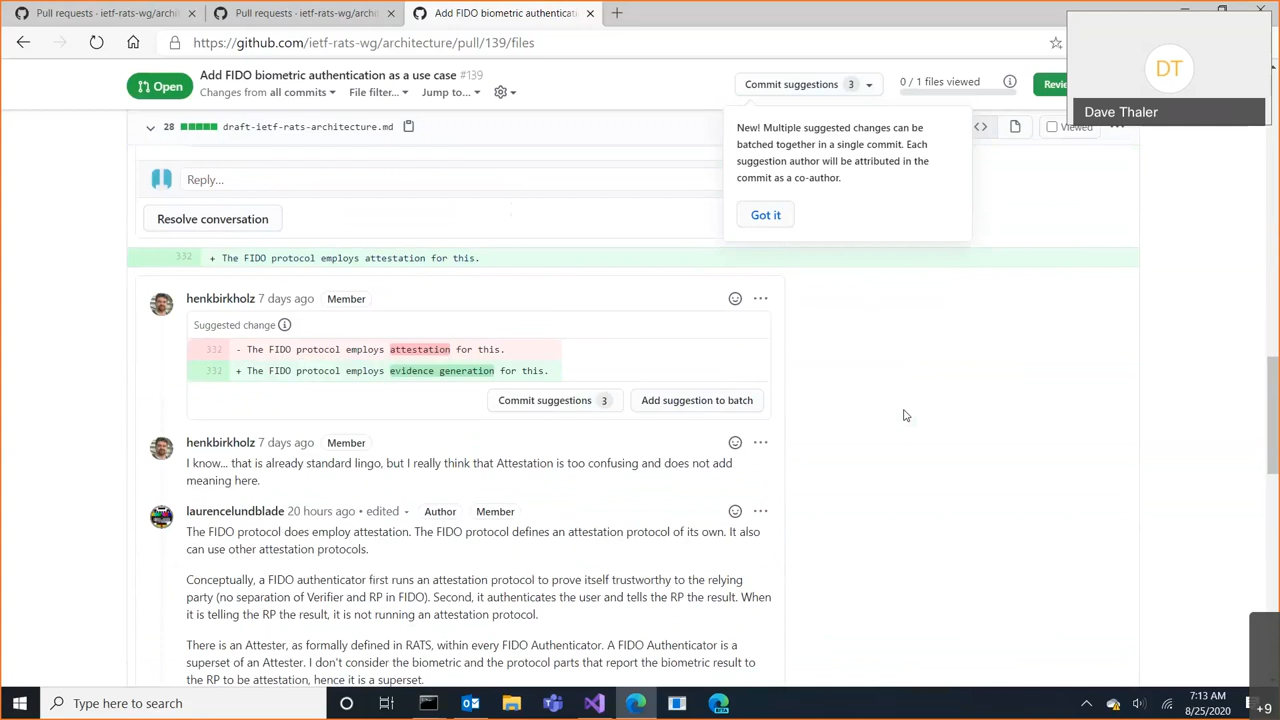 Pull requests · ietf-rats-wg/archite
Pull requests · ietf-rats-wg/archite
Add FIDO biometric authenticatio
https://github.com/ietf-rats-wg/architecture/pull/139/files
DT
Dave Thaler
Open
Add FIDO biometric authentication as a use case #139
Changes from all commits
File filter...
Jump to...
Commit suggestions 3
0 / 1 files viewed
28
draft-ietf-rats-architecture.md
Viewed
New! Multiple suggested changes can be
batched together in a single commit. Each
suggestion author will be attributed in the
commit as a co-author.
Got it
Reply...
Resolve conversation
332 + The FIDO protocol employs attestation for this.
henkbirkholz 7 days ago Member
Suggested change
332 - The FIDO protocol employs attestation for this.
332 + The FIDO protocol employs evidence generation for this.
Commit suggestions 3
Add suggestion to batch
henkbirkholz 7 days ago Member
I know... that is already standard lingo, but I really think that Attestation is too confusing and does not add
meaning here.
laurencelundblade 20 hours ago • edited Author Member
The FIDO protocol does employ attestation. The FIDO protocol defines an attestation protocol of its own. It also
can use other attestation protocols.
Conceptually, a FIDO authenticator first runs an attestation protocol to prove itself trustworthy to the relying
party (no separation of Verifier and RP in FIDO). Second, it authenticates the user and tells the RP the result. When
it is telling the RP the result, it is not running an attestation protocol.
There is an Attester, as formally defined in RATS, within every FIDO Authenticator. A FIDO Authenticator is a
superset of an Attester. I don't consider the biometric and the protocol parts that report the biometric result to
the RP to be attestation, hence it is a superset.
Type here to search
7:13 AM
8/25/2020
+9